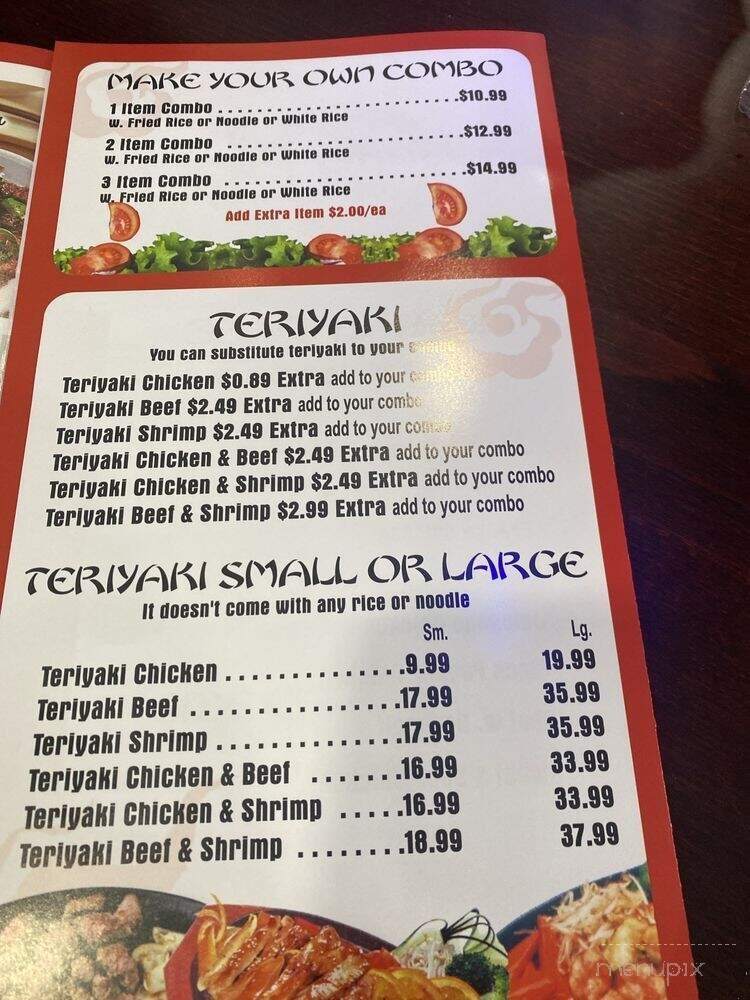 MAKE YOUR OWN COMBO
1 Item Combo ........................$10.99
w. Fried Rice or Noodle or White Rice
2 Item Combo ........................$12.99
w. Fried Rice or Noodle or White Rice
3 Item Combo ........................$14.99
w. Fried Rice or Noodle or White Rice
Add Extra Item $2.00/ea
TERIYAKI
You can substitute teriyaki to your combo
Teriyaki Chicken $0.89 Extra add to your combo
Teriyaki Beef $2.49 Extra add to your combo
Teriyaki Shrimp $2.49 Extra add to your combo
Teriyaki Chicken & Beef $2.49 Extra add to your combo
Teriyaki Chicken & Shrimp $2.49 Extra add to your combo
Teriyaki Beef & Shrimp $2.99 Extra add to your combo
TERIYAKI SMALL OR LARGE
It doesn't come with any rice or noodle
Sm. Lg.
Teriyaki Chicken ..............9.99 19.99
Teriyaki Beef ................17.99 35.99
Teriyaki Shrimp ..............17.99 35.99
Teriyaki Chicken & Beef .......16.99 33.99
Teriyaki Chicken & Shrimp .....16.99 33.99
Teriyaki Beef & Shrimp ........18.99 37.99
menupix